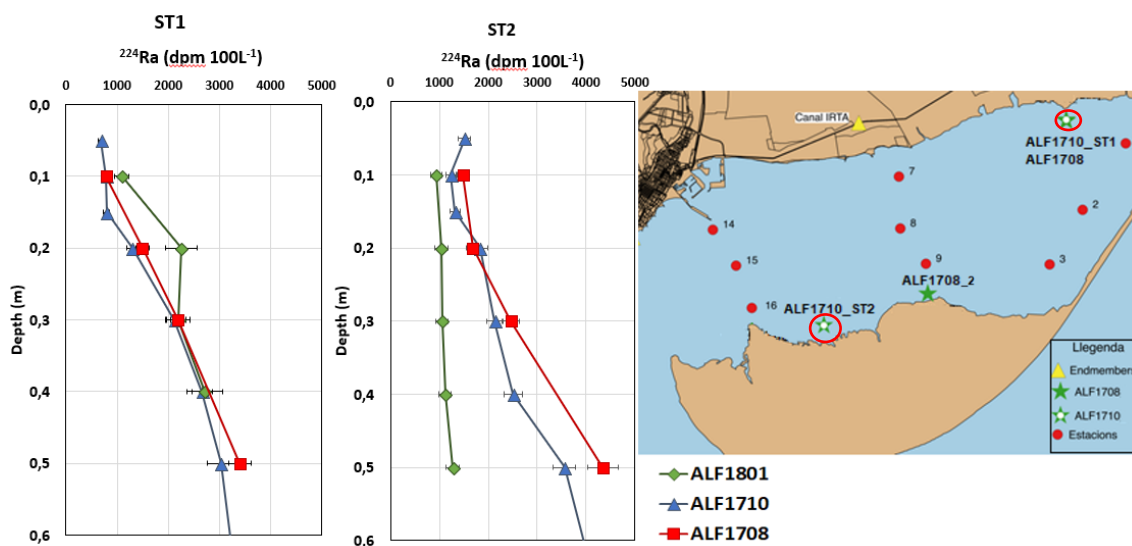 ST1
²²⁴Ra (dpm 100L⁻¹)
0 1000 2000 3000 4000 5000
0,0
0,1
0,2
0,3
0,4
0,5
0,6
Depth (m)
ST2
²²⁴Ra (dpm 100L⁻¹)
0 1000 2000 3000 4000 5000
0,0
0,1
0,2
0,3
0,4
0,5
0.6
Depth (m)
ALF1801
ALF1710
ALF1708
Canal IRTA
ALF1710_ST1
ALF1708
7
2
14
8
15
9
3
ALF1708_2
16
ALF1710_ST2
Llegenda
Endmembers
ALF1708
ALF1710
Estacions